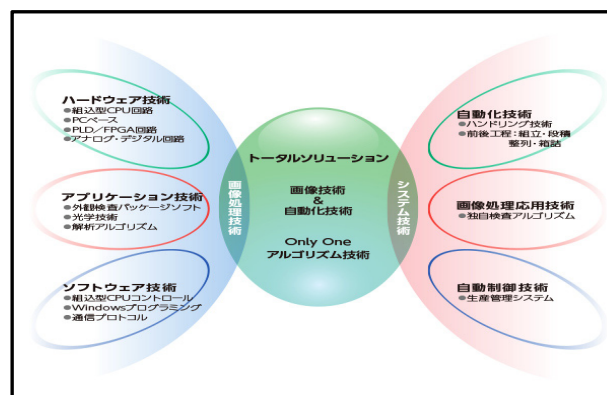 ハードウェア技術
●組込型CPU回路
●PCベース
●PLD/FPGA回路
●アナログ・デジタル回路
アプリケーション技術
●外観検査パッケージソフト
●光学技術
●解析アルゴリズム
ソフトウェア技術
●組込型CPUコントロール
●Windowsプログラミング
●通信プロトコル
画像処理技術
トータルソリューション
画像技術
&
自動化技術
Only One
アルゴリズム技術
システム技術
自動化技術
●ハンドリング技術
●前後工程:組立・段積
整列・箱詰
画像処理応用技術
●独自検査アルゴリズム
自動制御技術
●生産管理システム